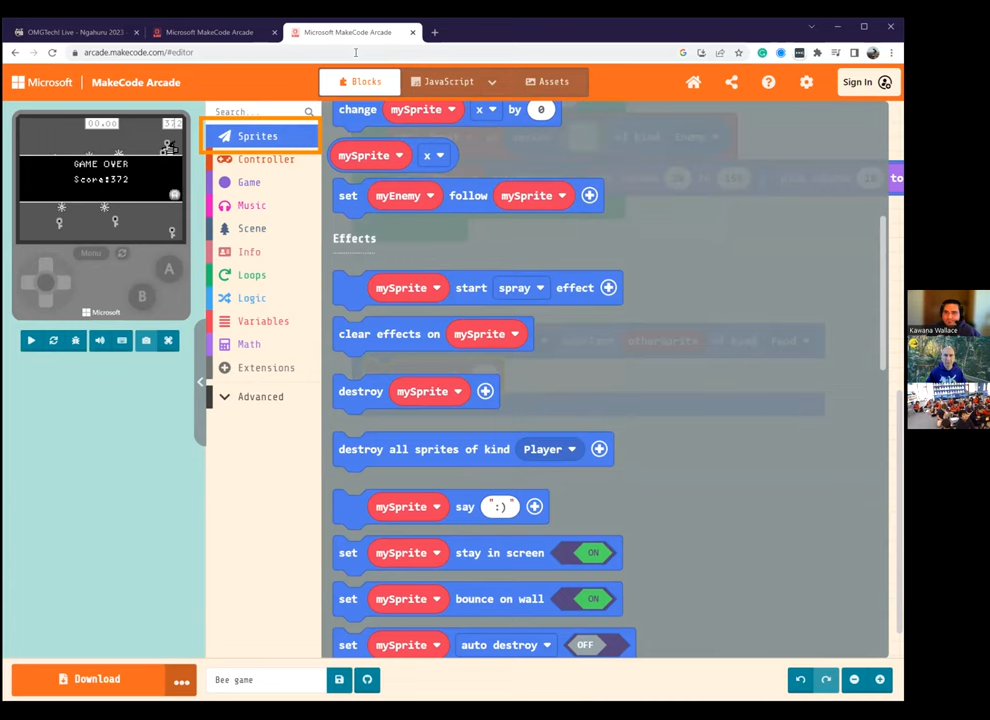 OMGTech! Live - Ngahuru 2023
Microsoft MakeCode Arcade
Microsoft MakeCode Arcade
arcade.makecode.com/#editor
Microsoft
MakeCode Arcade
Blocks
JavaScript
Assets
Sign In
00.00
372
GAME OVER
Score:372
Menu
A
B
Microsoft
Search...
Sprites
Controller
Game
Music
Scene
Info
Loops
Logic
Variables
Math
Extensions
Advanced
change mySprite x by 0
mySprite x
set myEnemy follow mySprite
Effects
mySprite start spray effect
clear effects on mySprite
destroy mySprite
destroy all sprites of kind Player
mySprite say ":)"
set mySprite stay in screen ON
set mySprite bounce on wall ON
set mySprite auto destroy OFF
to
Download
Bee game
Kawana Wallace